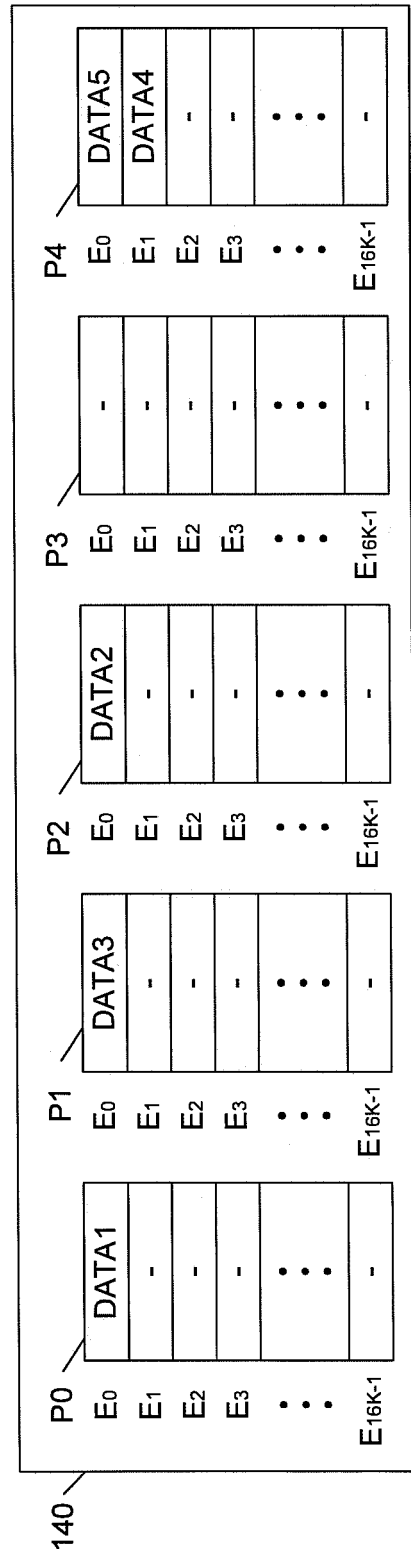 140
P0
E0 DATA1
E1 -
E2 -
E3 -
• • • • • •
E16K-1 -
P1
E0 DATA3
E1 -
E2 -
E3 -
• • • • • •
E16K-1 -
P2
E0 DATA2
E1 -
E2 -
E3 -
• • • • • •
E16K-1 -
P3
E0 -
E1 -
E2 -
E3 -
• • • • • •
E16K-1 -
P4
E0 DATA5
E1 DATA4
E2 -
E3 -
• • • • • •
E16K-1 -